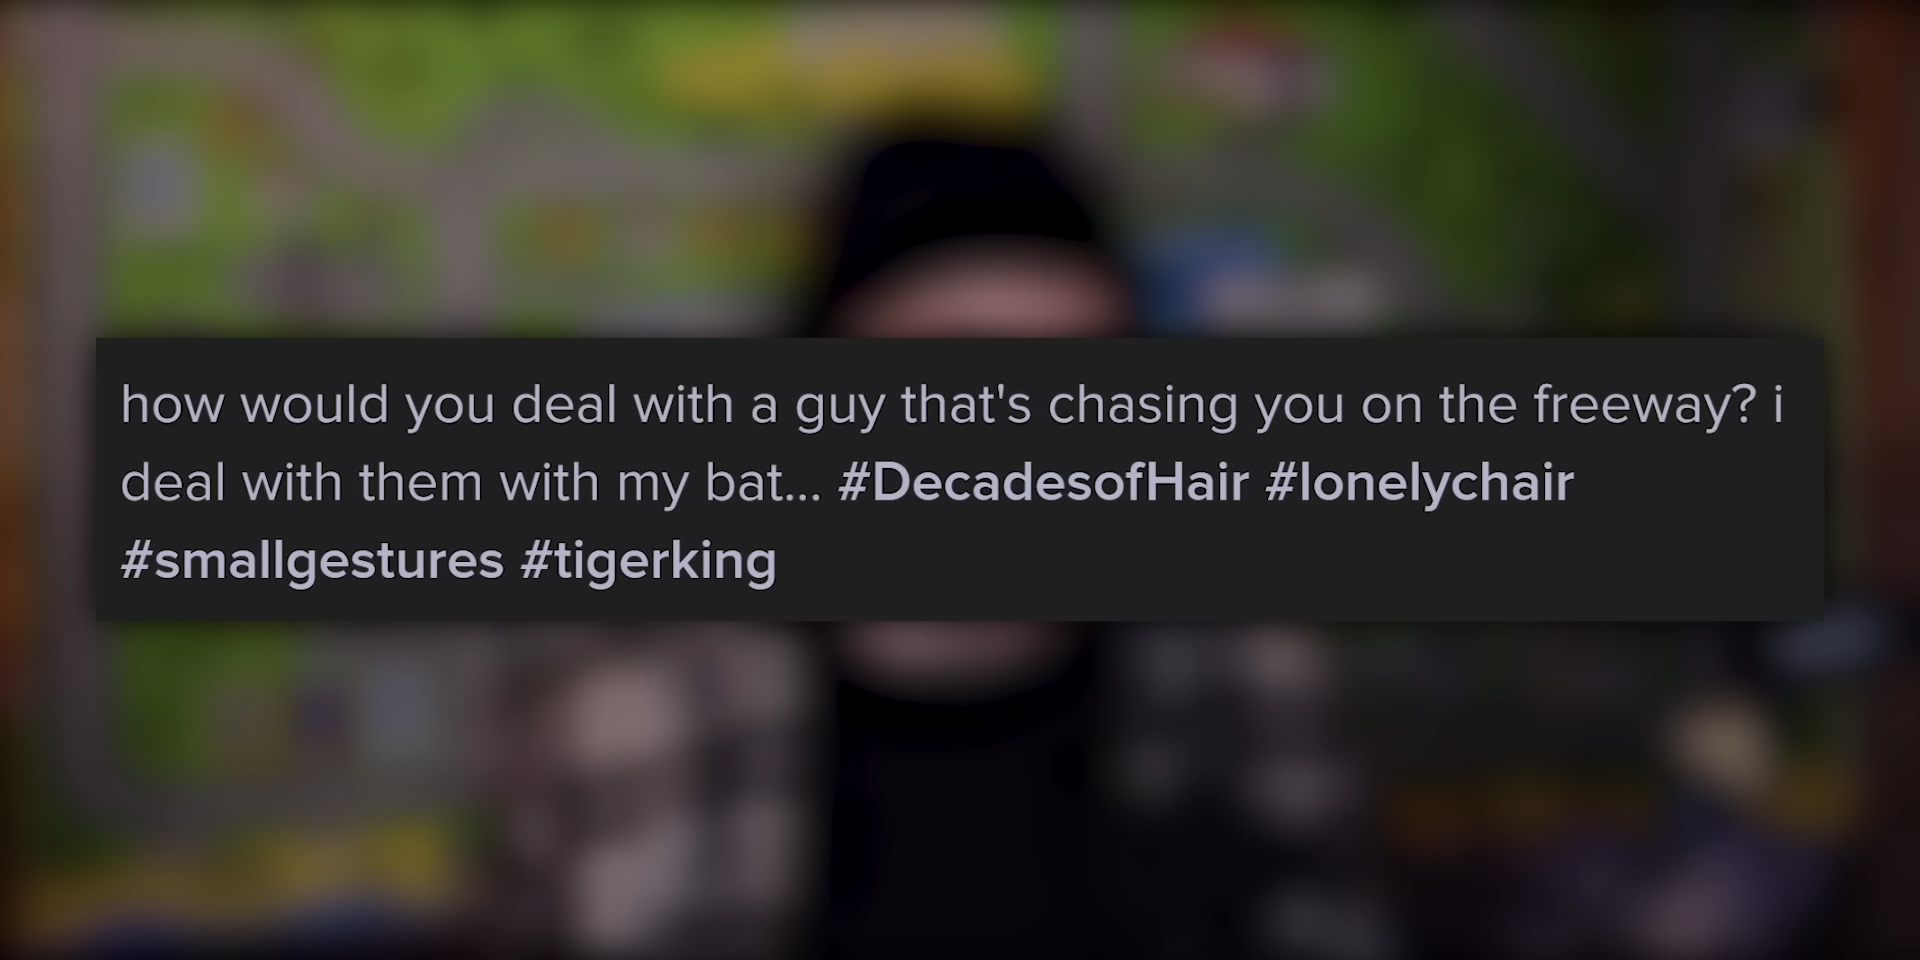 how would you deal with a guy that's chasing you on the freeway? i
deal with them with my bat... #DecadesofHair #lonelychair
#smallgestures #tigerking